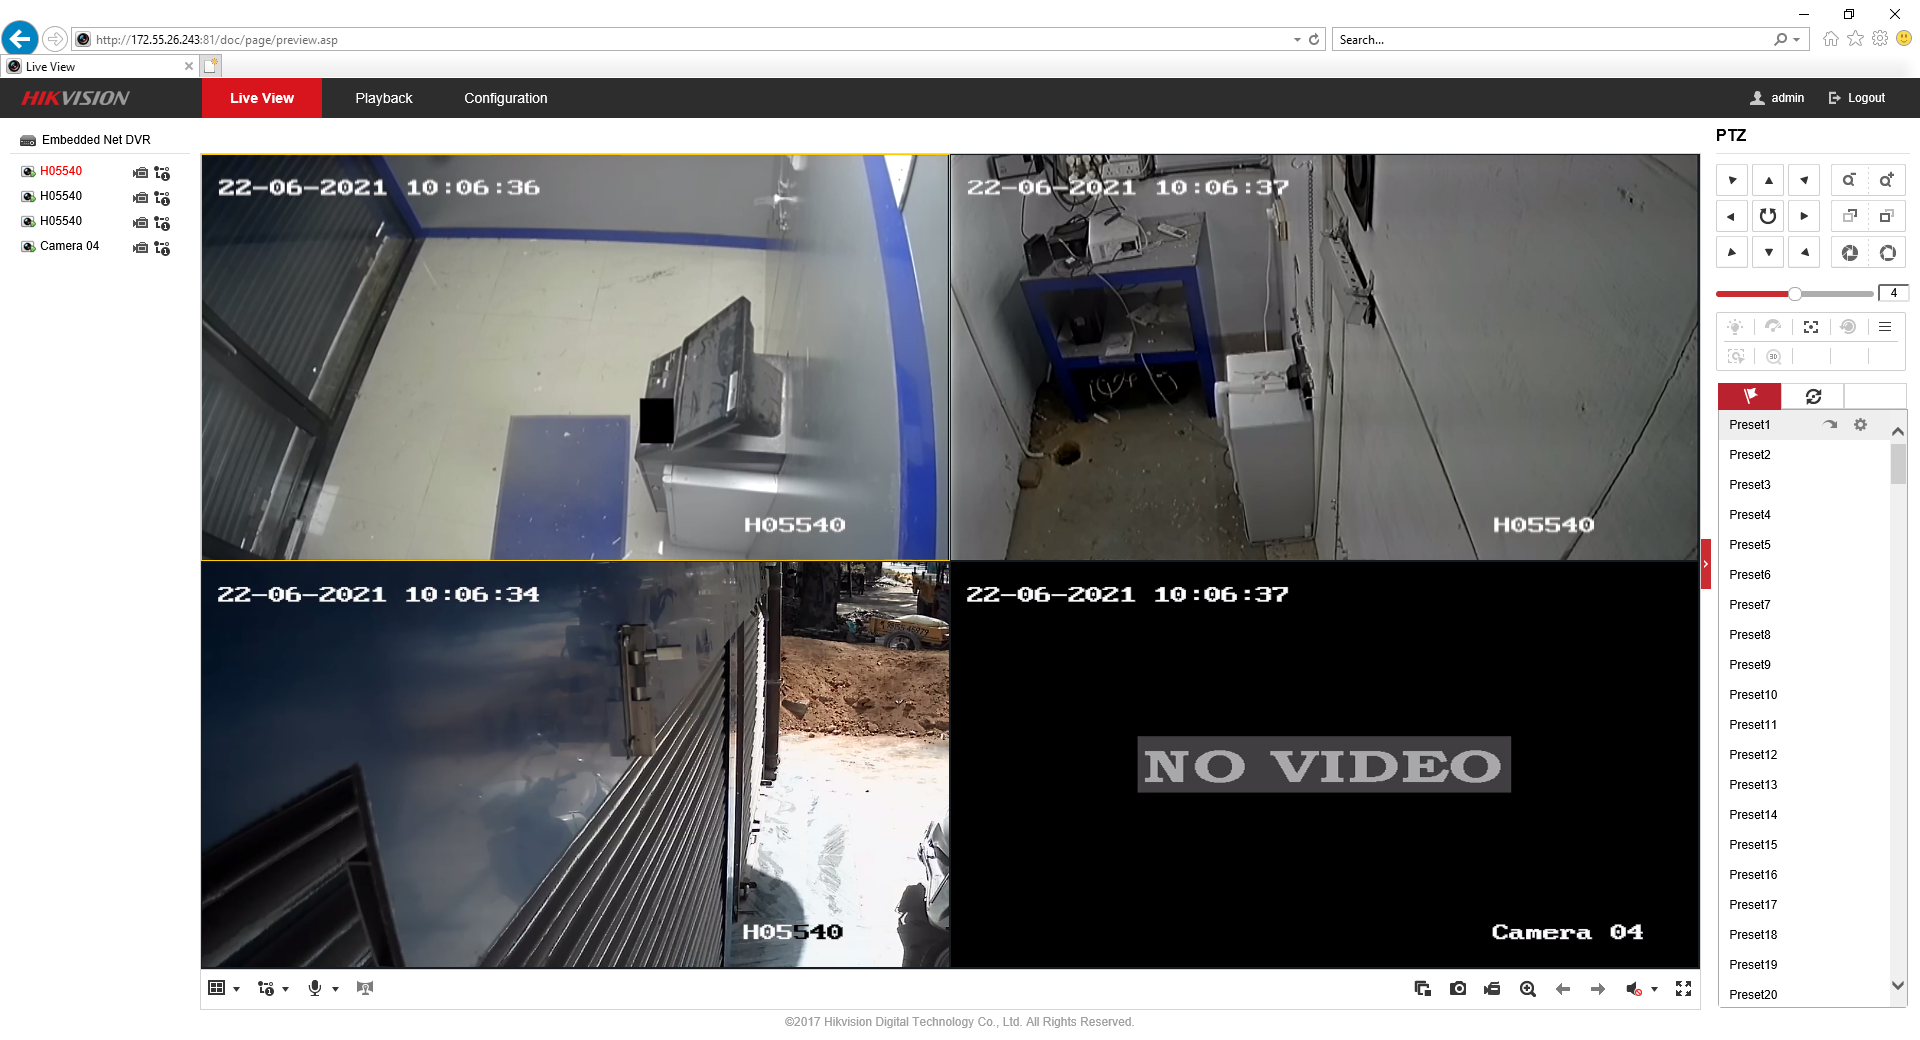 http://172.55.26.243:81/doc/page/preview.asp
Search...
Live View
HIKVISION
Live View
Playback
Configuration
admin
Logout
Embedded Net DVR
H05540
H05540
H05540
Camera 04
22-06-2021 10:06:36
H05540
22-06-2021 10:06:37
H05540
22-06-2021 10:06:34
H05540
22-06-2021 10:06:37
NO VIDEO
Camera 04
PTZ
4
3D
Preset1
Preset2
Preset3
Preset4
Preset5
Preset6
Preset7
Preset8
Preset9
Preset10
Preset11
Preset12
Preset13
Preset14
Preset15
Preset16
Preset17
Preset18
Preset19
Preset20
©2017 Hikvision Digital Technology Co., Ltd. All Rights Reserved.